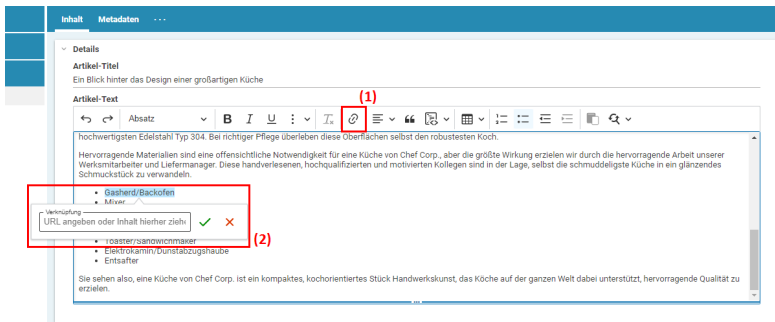 Inhalt Metadaten ...
Details
Artikel-Titel
Ein Blick hinter das Design einer großartigen Küche
Artikel-Text
(1)
Absatz B I U Tx
hochwertigsten Edelstahl Typ 304. Bei richtiger Pflege überleben diese Oberflächen selbst den robustesten Koch.
Hervorragende Materialien sind eine offensichtliche Notwendigkeit für eine Küche von Chef Corp., aber die größte Wirkung erzielen wir durch die hervorragende Arbeit unserer
Werksmitarbeiter und Liefermanager. Diese handverlesenen, hochqualifizierten und motivierten Kollegen sind in der Lage, selbst die schmuddeligste Küche in ein glänzendes
Schmuckstück zu verwandeln.
• Gasherd/Backofen
• Mixer
Verknüpfung
URL angeben oder Inhalt hierher ziehe
(2)
• Toaster/Sandwichmaker
• Elektrokamin/Dunstabzugshaube
• Entsafter
Sie sehen also, eine Küche von Chef Corp. ist ein kompaktes, kochorientiertes Stück Handwerkskunst, das Köche auf der ganzen Welt dabei unterstützt, hervorragende Qualität zu
erzielen.